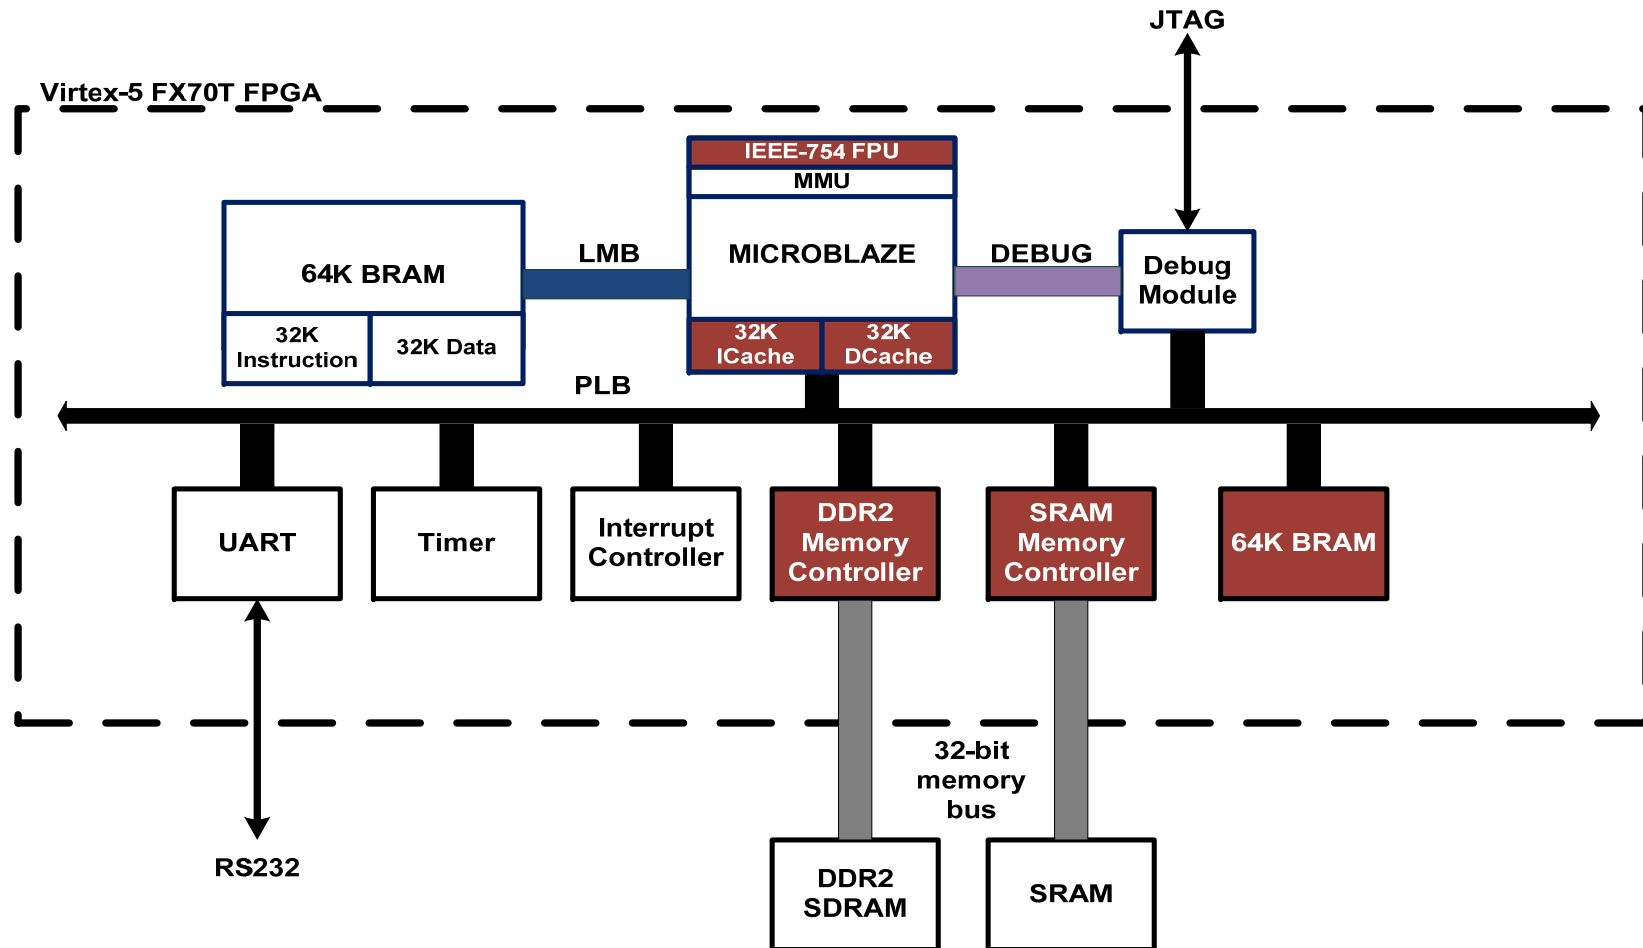 JTAG
Virtex-5 FX70T FPGA
IEEE-754 FPU
MMU
MICROBLAZE
32K
ICache
32K
DCache
LMB
64K BRAM
32K
Instruction
32K Data
DEBUG
Debug
Module
PLB
UART
Timer
Interrupt
Controller
DDR2
Memory
Controller
SRAM
Memory
Controller
64K BRAM
32-bit
memory
bus
RS232
DDR2
SDRAM
SRAM